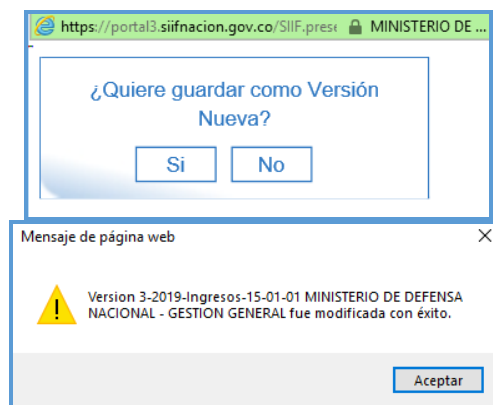 https://portal3.siifnacion.gov.co/SIIF.prese MINISTERIO DE ...
¿Quiere guardar como Versión
Nueva?
Si No
Mensaje de página web
Version 3-2019-Ingresos-15-01-01 MINISTERIO DE DEFENSA
NACIONAL - GESTION GENERAL fue modificada con éxito.
Aceptar